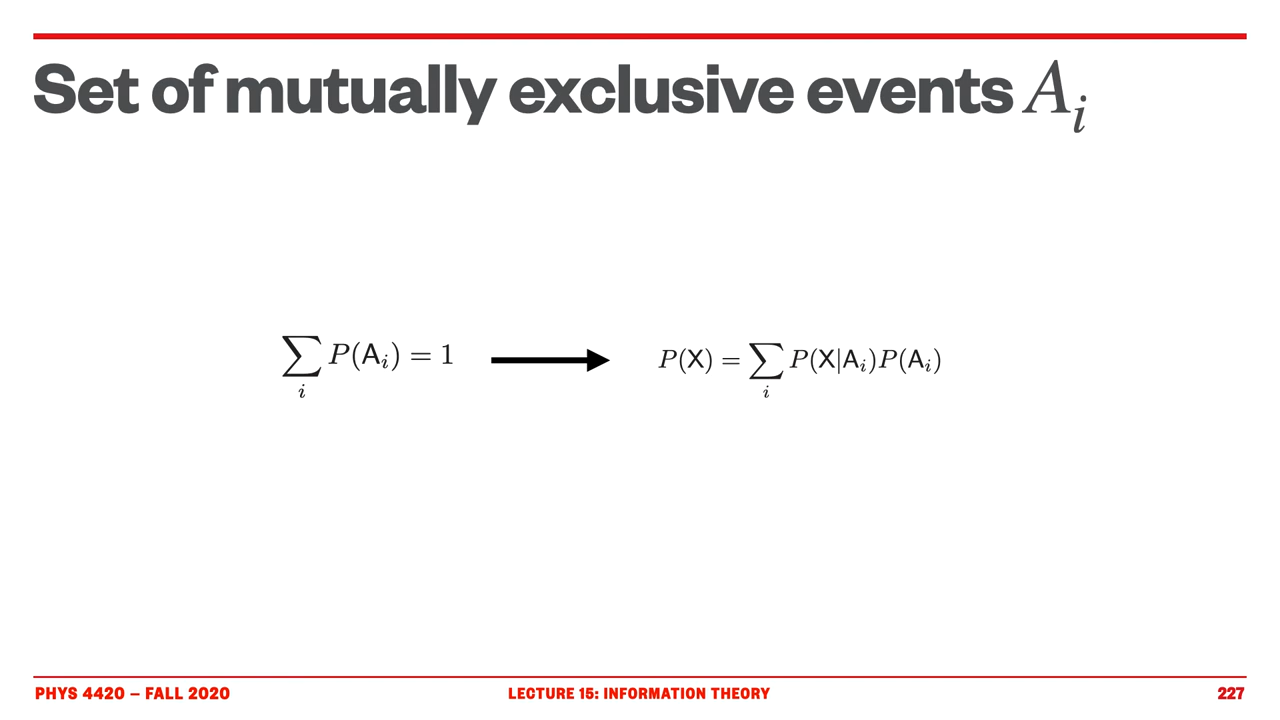 Set of mutually exclusive events $A_i$
$\sum_i P(\mathsf{A}_i) = 1$
$P(\mathsf{X}) = \sum_i P(\mathsf{X}|\mathsf{A}_i)P(\mathsf{A}_i)$
PHYS 4420 – FALL 2020
LECTURE 15: INFORMATION THEORY
227